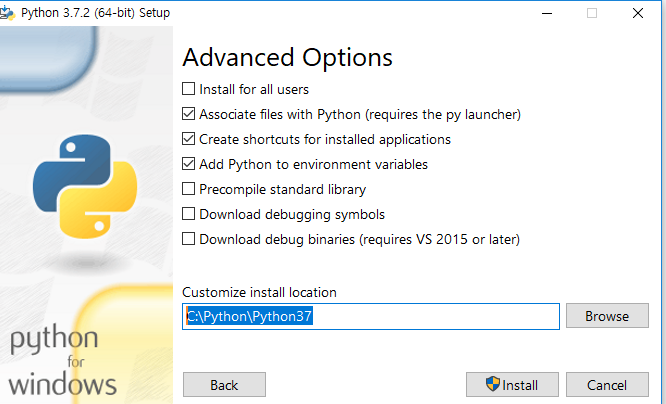 Python 3.7.2 (64-bit) Setup
Advanced Options
Install for all users
Associate files with Python (requires the py launcher)
Create shortcuts for installed applications
Add Python to environment variables
Precompile standard library
Download debugging symbols
Download debug binaries (requires VS 2015 or later)
Customize install location
C:\Python\Python37
Browse
python
for
windows
Back
Install
Cancel